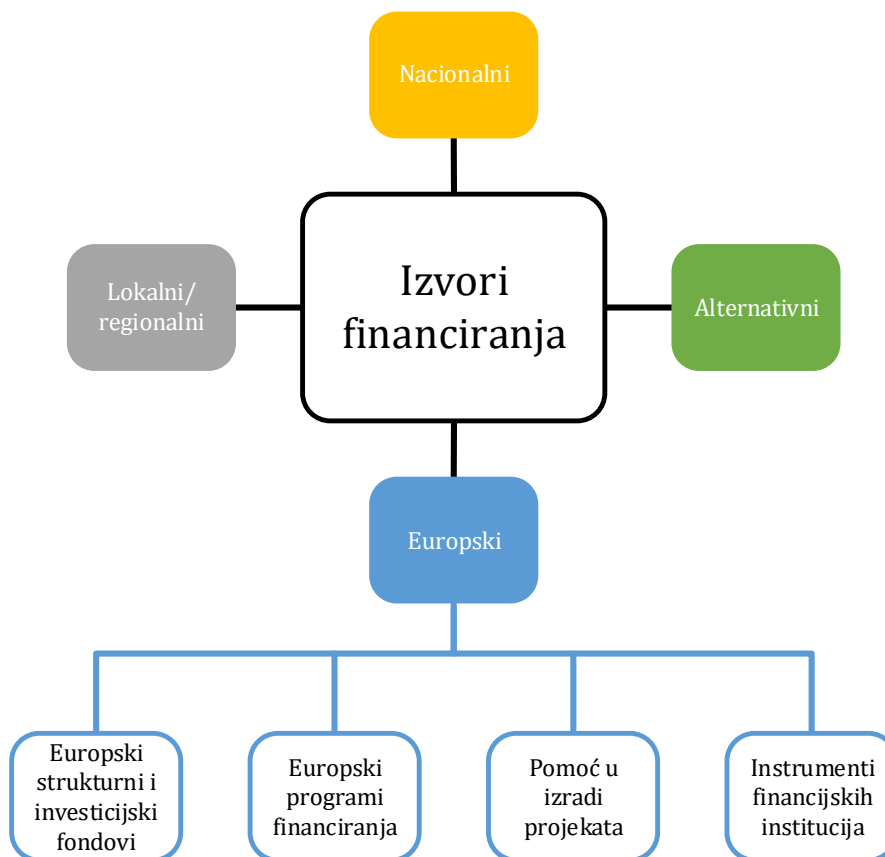 Nacionalni
Lokalni/
regionalni
Izvori
financiranja
Alternativni
Europski
Europski
strukturni i
investicijski
fondovi
Europski
programi
financiranja
Pomoć u
izradi
projekata
Instrumenti
financijskih
institucija